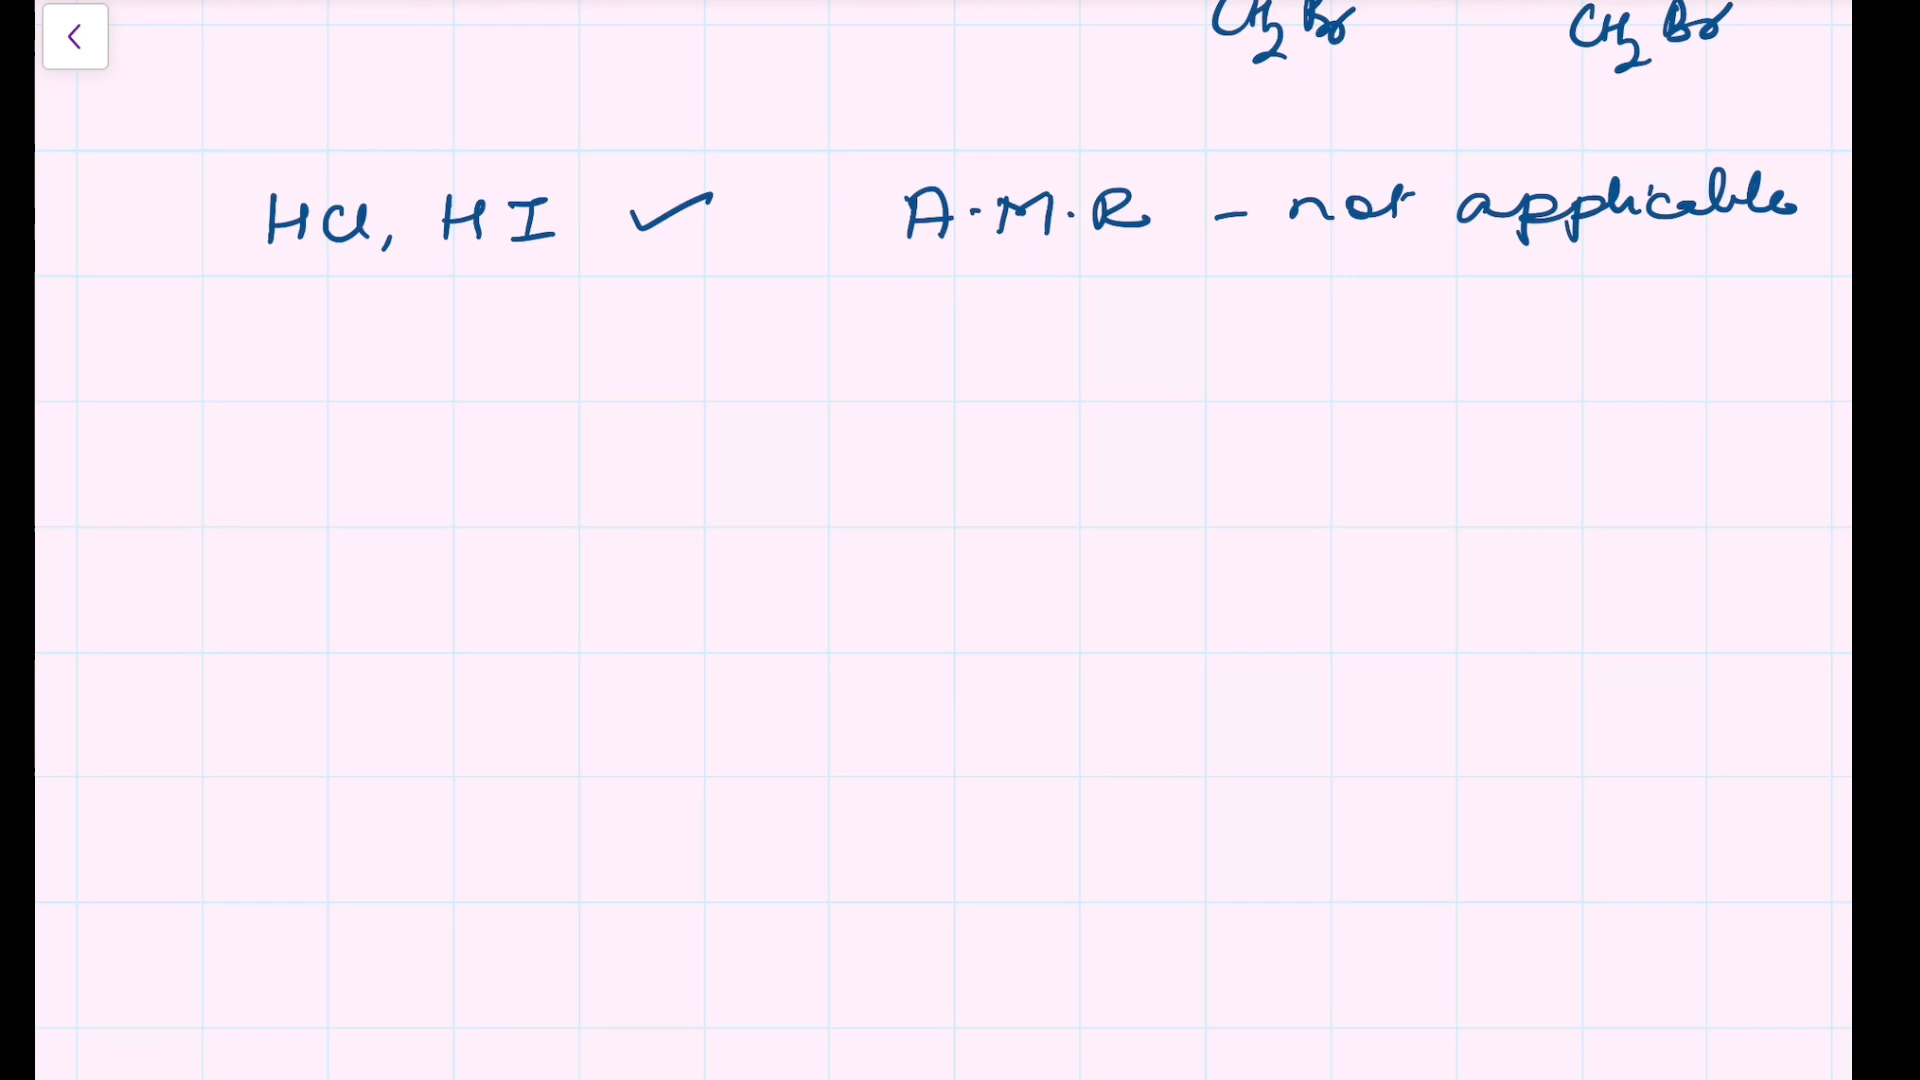 CH2Br CH2Br
HCl, HI ✓ A.M.R - not applicable